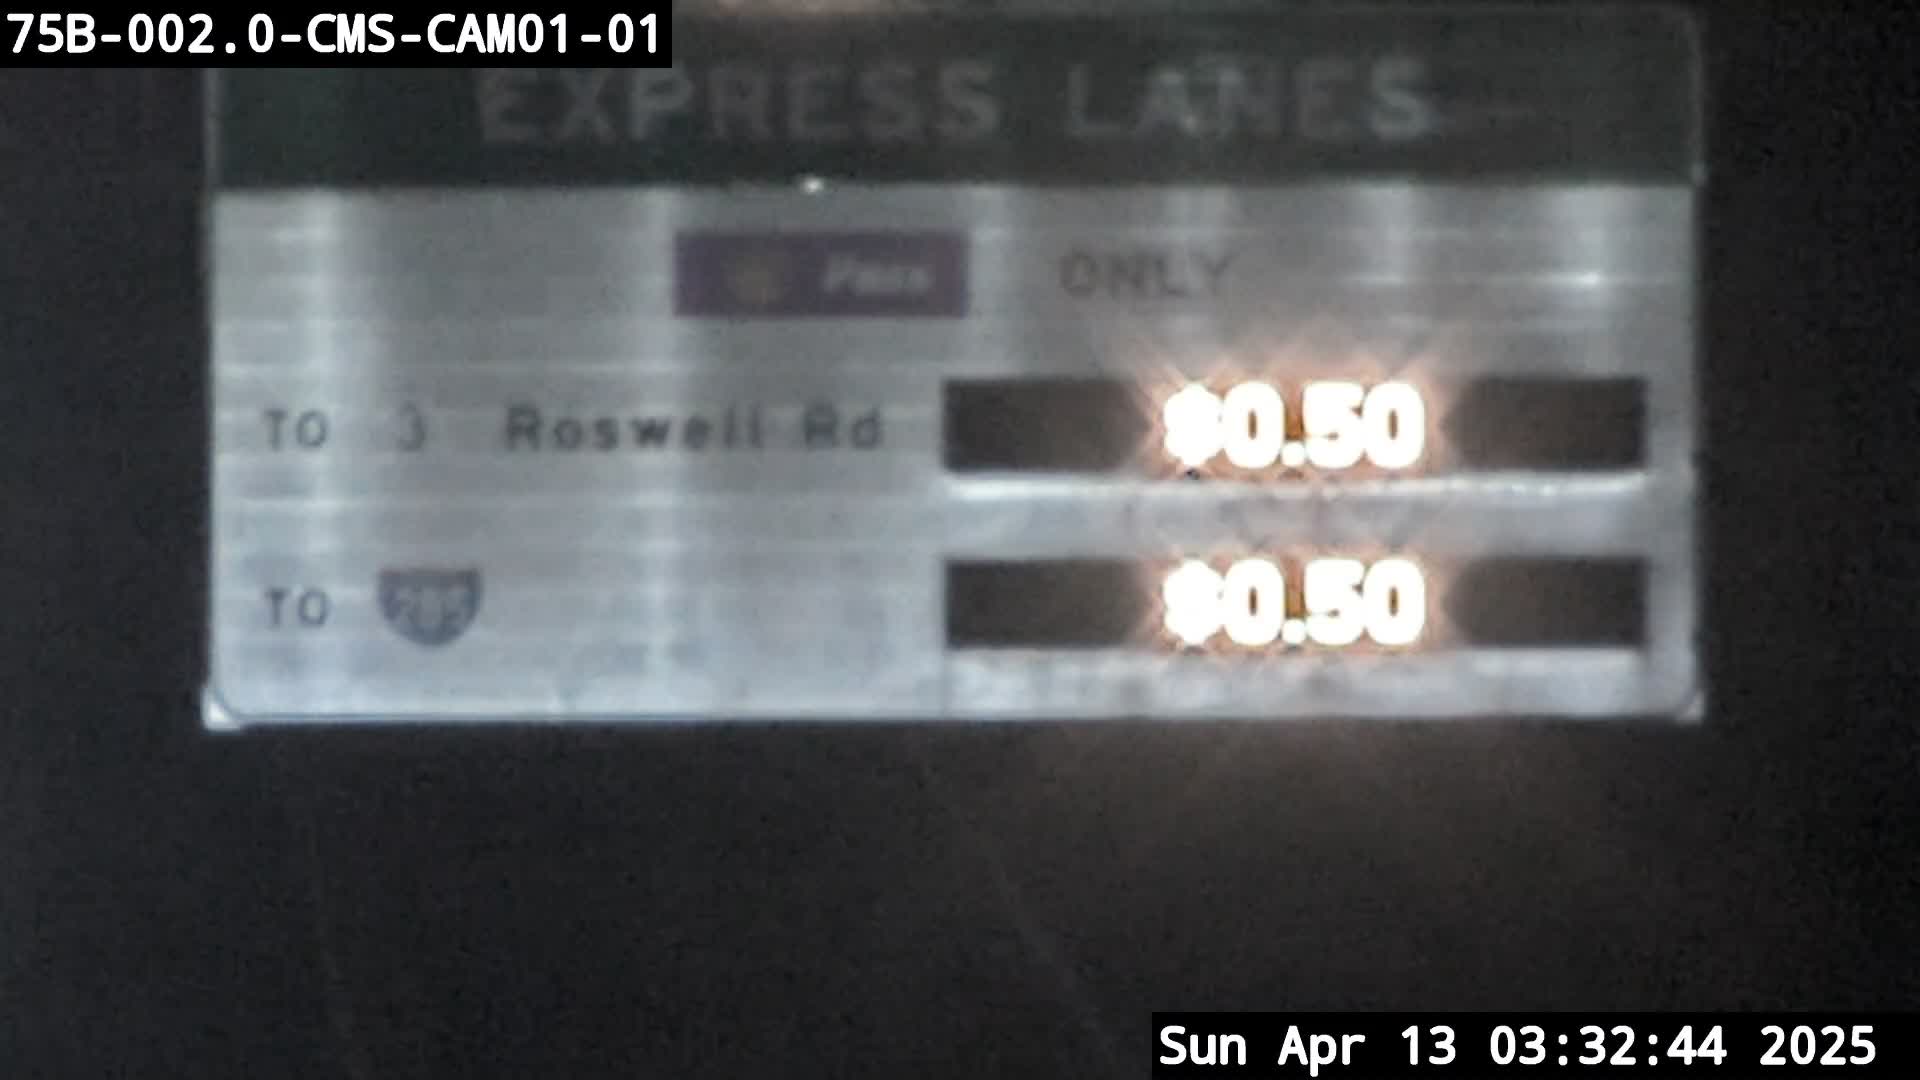 75B-002.0-CMS-CAM01-01
EXPRESS LANES
Pass ONLY
TO 3 Roswell Rd $0.50
TO 285 $0.50
Sun Apr 13 03:32:44 2025